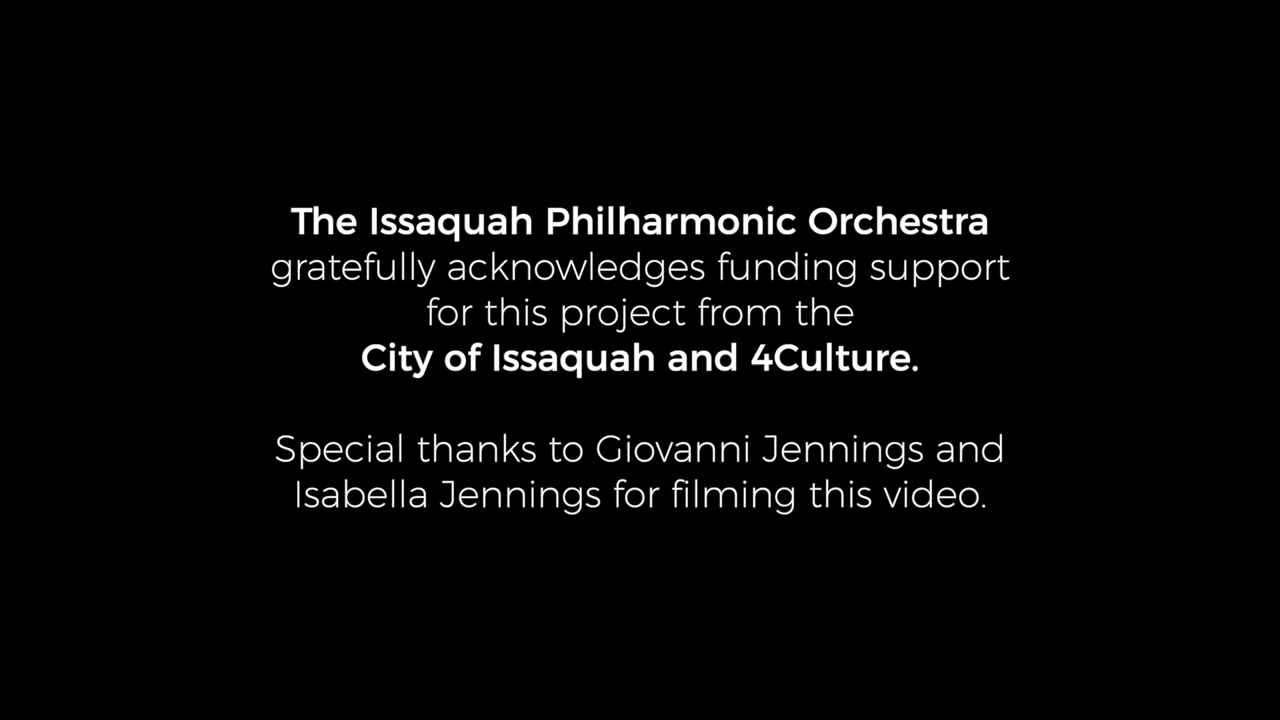 The Issaquah Philharmonic Orchestra
gratefully acknowledges funding support
for this project from the
City of Issaquah and 4Culture.
Special thanks to Giovanni Jennings and
Isabella Jennings for filming this video.